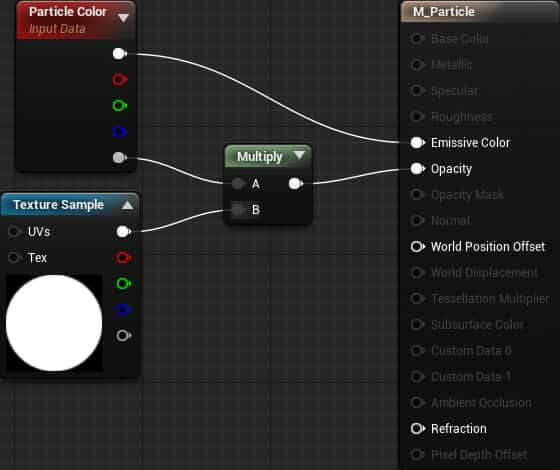 Particle Color
Input Data
Multiply
A
B
Texture Sample
UVs
Tex
M_Particle
Base Color
Metallic
Specular
Roughness
Emissive Color
Opacity
Opacity Mask
Normal
World Position Offset
World Displacement
Tessellation Multiplier
Subsurface Color
Custom Data 0
Custom Data 1
Ambient Occlusion
Refraction
Pixel Depth Offset